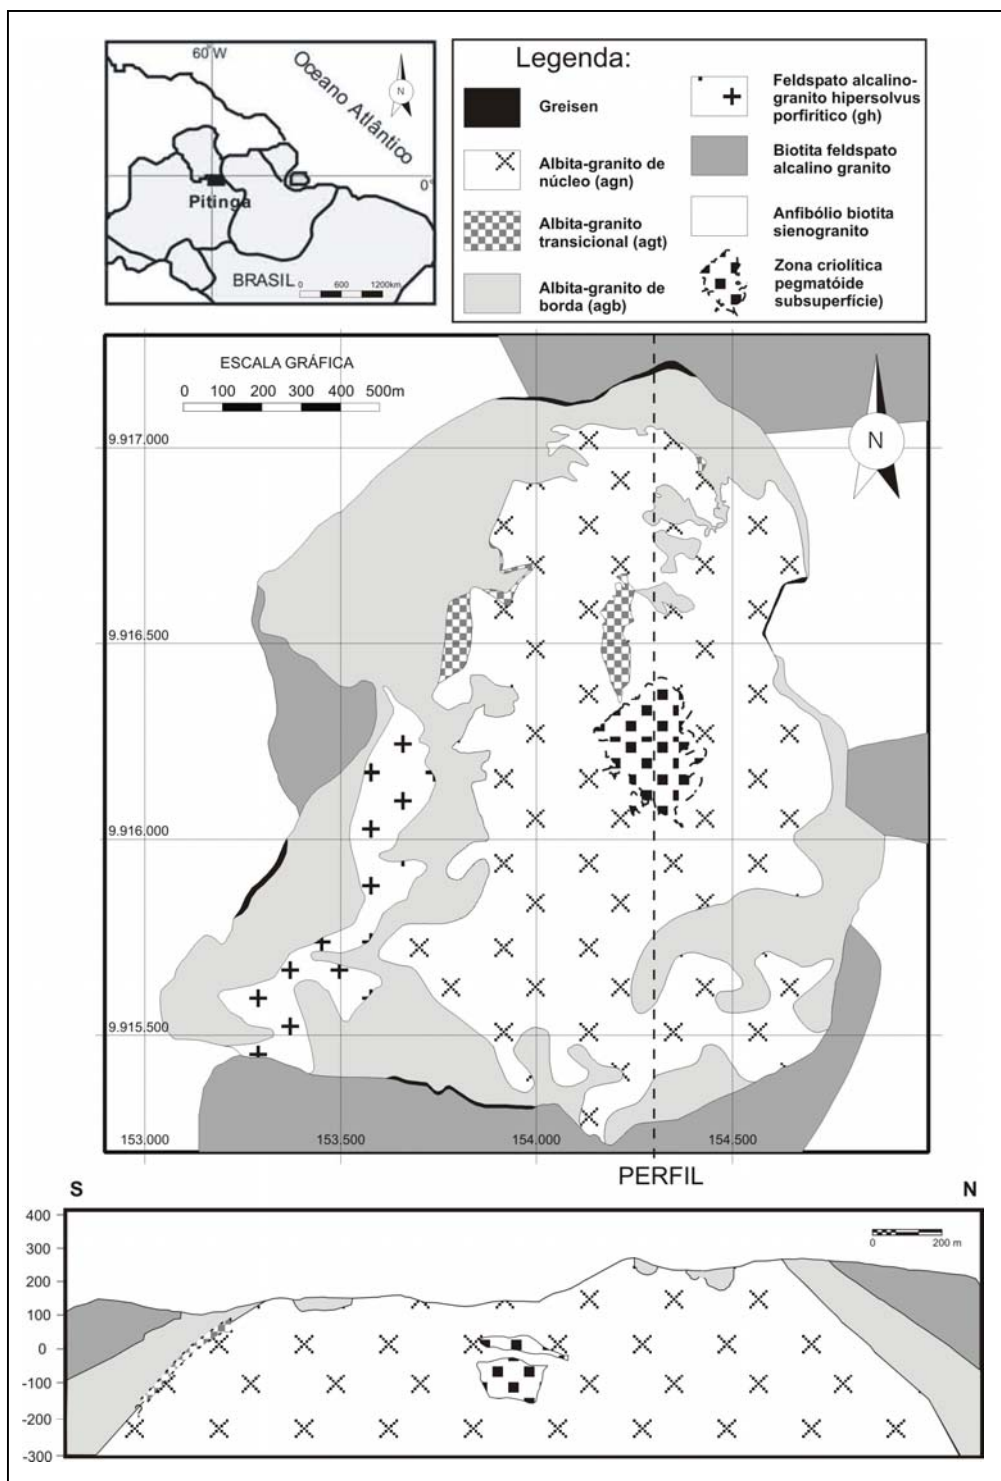 60 W
Oceano Atlântico
N
0°
Pitinga
BRASIL
0 600 1200km
Legenda:
Greisen
Albita-granito de
núcleo (agn)
Albita-granito
transicional (agt)
Albita-granito de
borda (agb)
Feldspato alcalino-
granito hipersolvus
porfirítico (gh)
Biotita feldspato
alcalino granito
Anfibólio biotita
sienogranito
Zona criolítica
pegmatóide
subsuperfície)
ESCALA GRÁFICA
0 100 200 300 400 500m
N
9.917.000
9.916.500
9.916.000
9.915.500
153.000 153.500 154.000 154.500
PERFIL
S N
400
300
200
100
0
-100
-200
-300
0 200 m
?